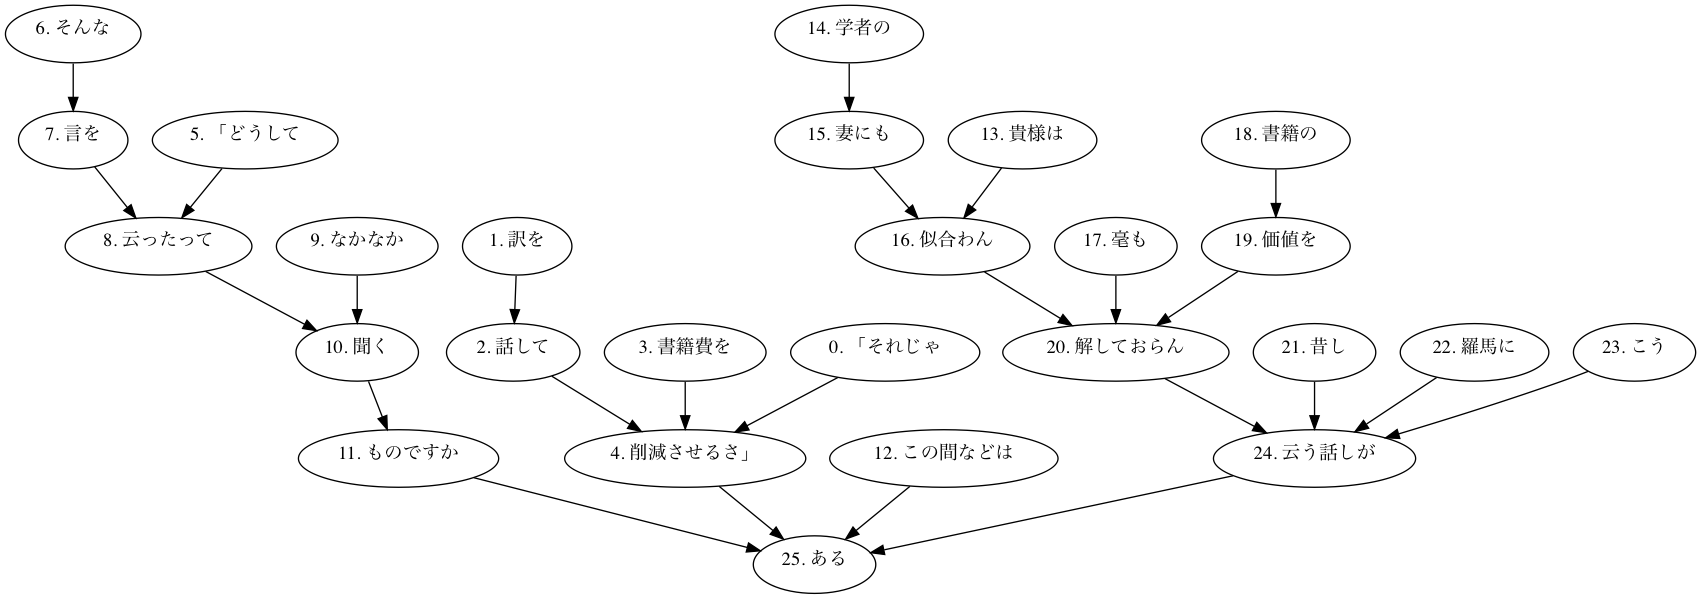 6. そんな
14. 学者の
7. 言を
5. 「どうして
15. 妻にも
13. 貴様は
18. 書籍の
8. 云ったって
9. なかなか
1. 訳を
16. 似合わん
17. 毫も
19. 価値を
10. 聞く
2. 話して
3. 書籍費を
0. 「それじゃ
20. 解しておらん
21. 昔し
22. 羅馬に
23. こう
11. ものですか
4. 削減させるさ」
12. この間などは
24. 云う話しが
25. ある